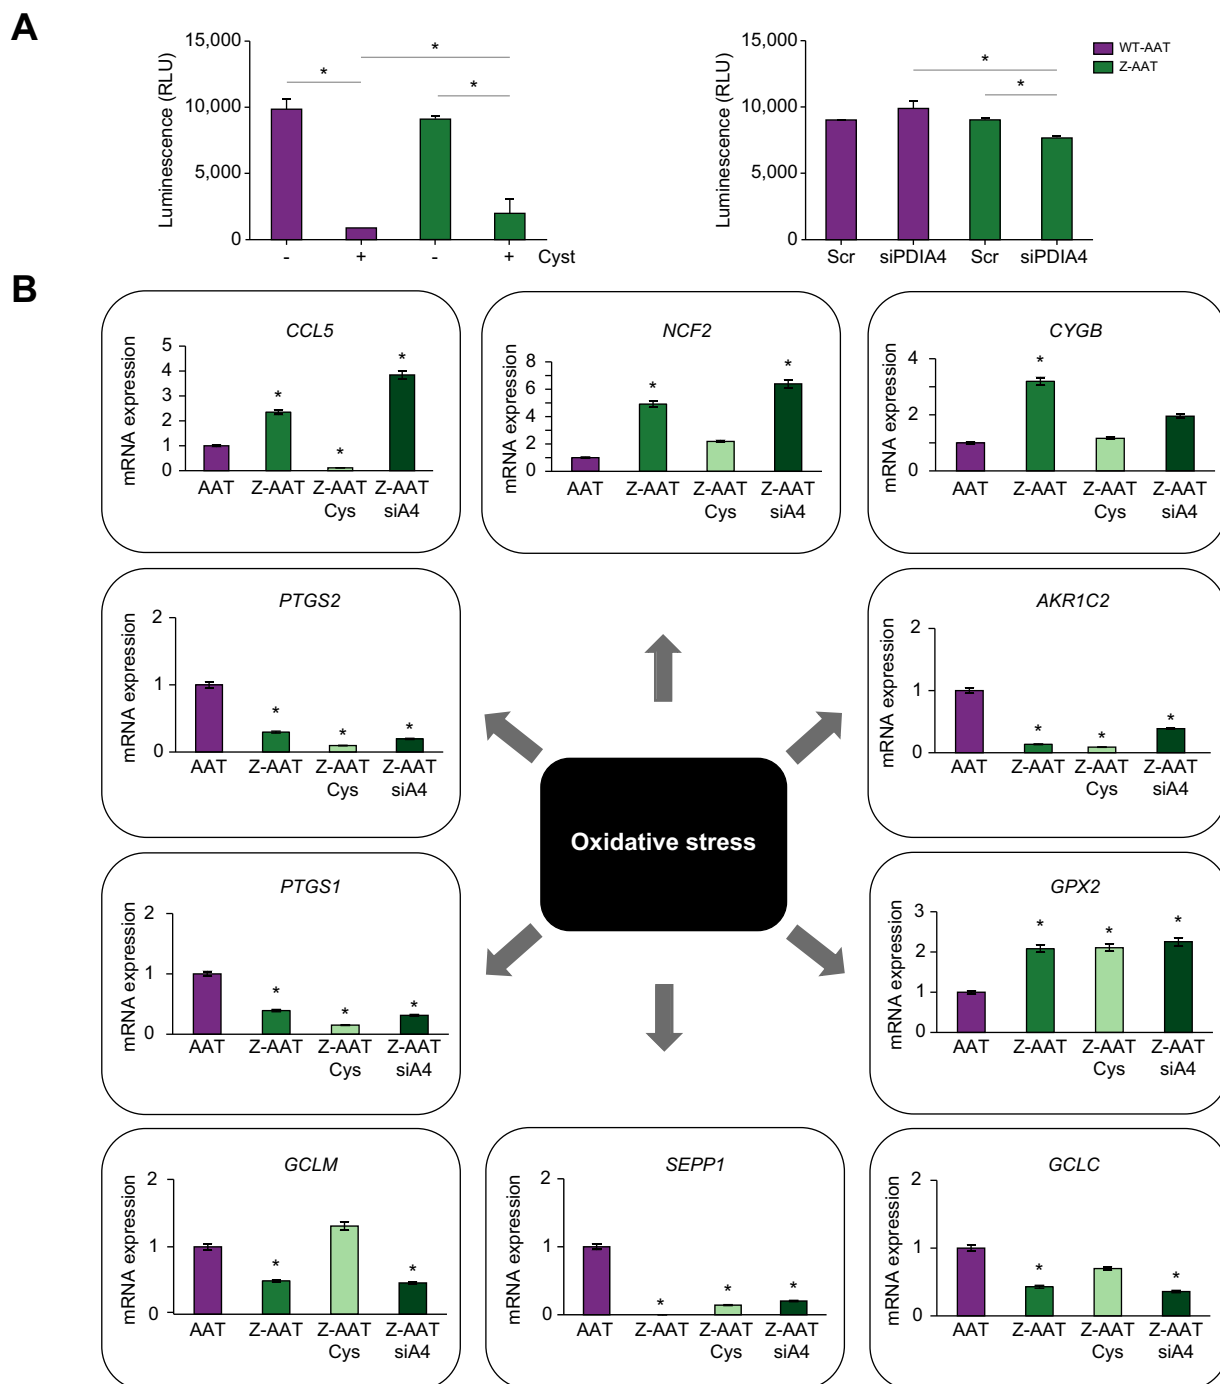 A
Luminescence (RLU)
15,000
10,000
5,000
0
*
*
*
-
+
-
+
Cyst
Luminescence (RLU)
15,000
10,000
5,000
0
*
*
Scr
siPDIA4
Scr
siPDIA4
WT-AAT
Z-AAT
B
CCL5
mRNA expression
5
4
3
2
1
0
*
*
*
AAT Z-AAT Z-AAT Z-AAT
Cys siA4
NCF2
mRNA expression
8
6
4
2
0
*
*
AAT Z-AAT Z-AAT Z-AAT
Cys siA4
CYGB
mRNA expression
4
2
0
*
AAT Z-AAT Z-AAT Z-AAT
Cys siA4
PTGS2
mRNA expression
2
1
0
*
*
*
AAT Z-AAT Z-AAT Z-AAT
Cys siA4
AKR1C2
mRNA expression
2
1
0
*
*
*
AAT Z-AAT Z-AAT Z-AAT
Cys siA4
Oxidative stress
PTGS1
mRNA expression
2
1
0
*
*
*
AAT Z-AAT Z-AAT Z-AAT
Cys siA4
GPX2
mRNA expression
3
2
1
0
*
*
*
AAT Z-AAT Z-AAT Z-AAT
Cys siA4
GCLM
mRNA expression
2
1
0
*
*
AAT Z-AAT Z-AAT Z-AAT
Cys siA4
SEPP1
mRNA expression
2
1
0
*
*
*
AAT Z-AAT Z-AAT Z-AAT
Cys siA4
GCLC
mRNA expression
2
1
0
*
*
AAT Z-AAT Z-AAT Z-AAT
Cys siA4